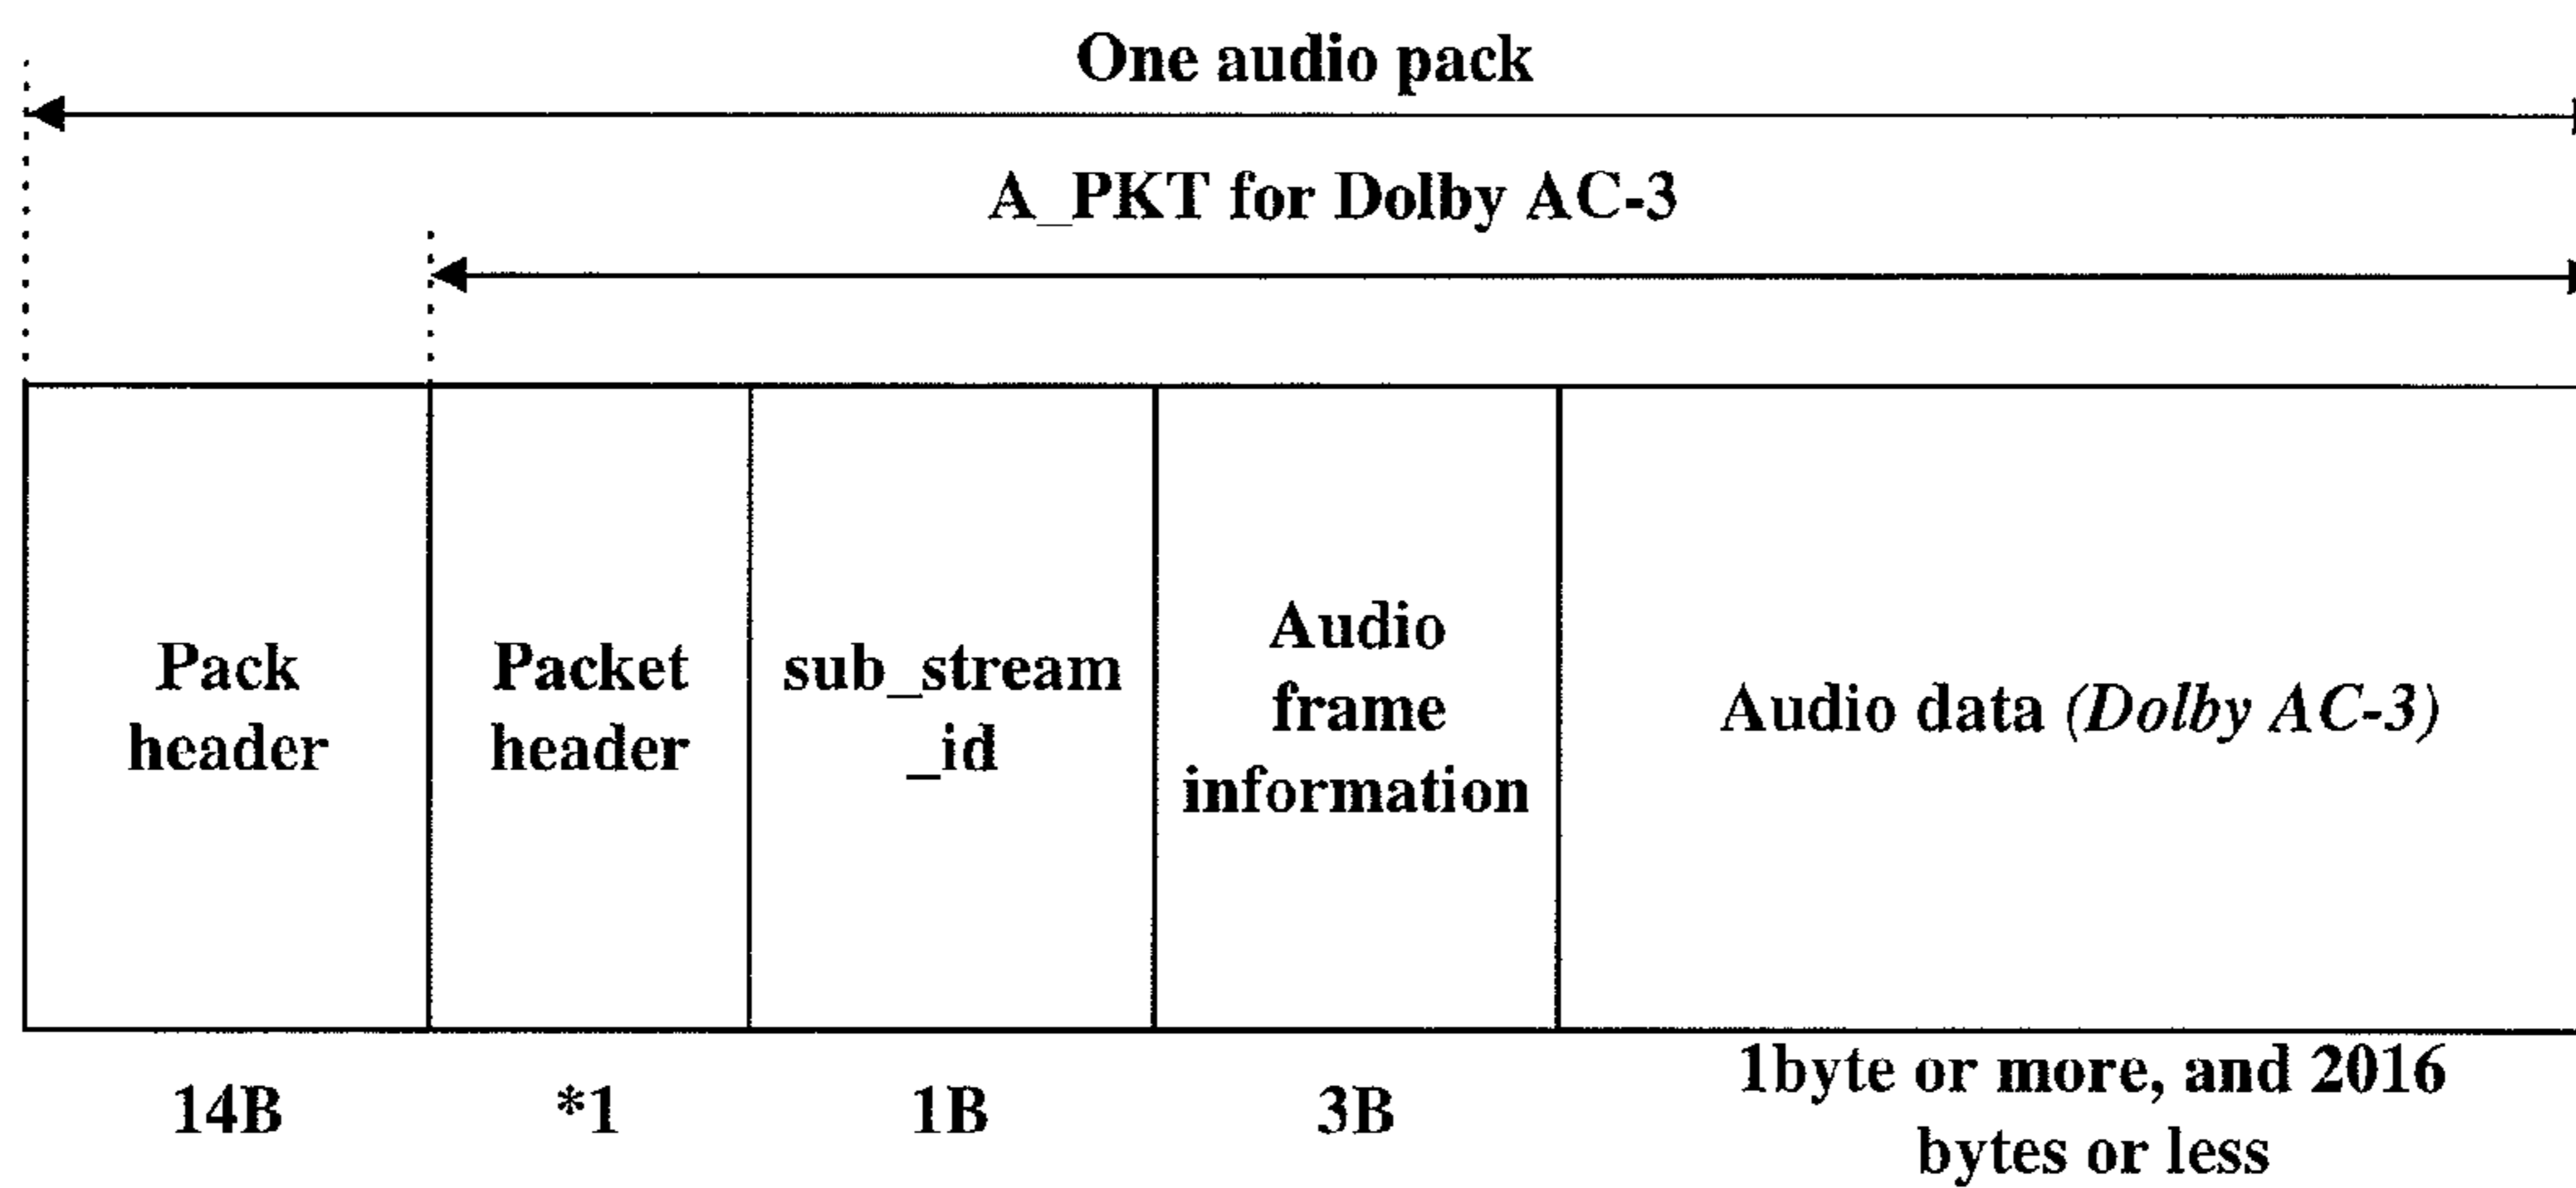 One audio pack
A_PKT for Dolby AC-3
Pack
header
Packet
header
sub_stream
_id
Audio
frame
information
Audio data (Dolby AC-3)
14B
*1
1B
3B
1byte or more, and 2016
bytes or less